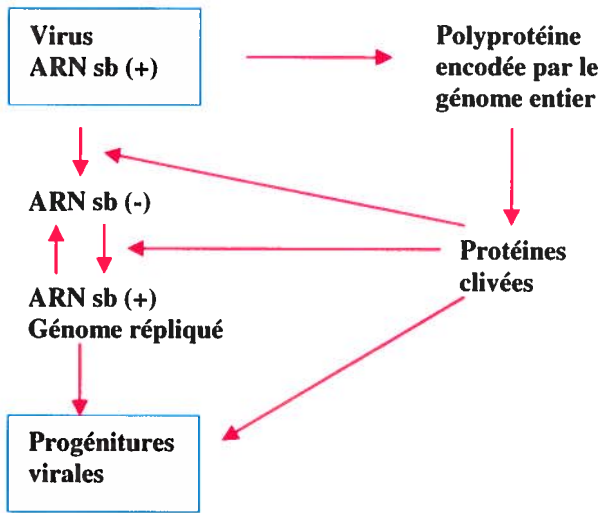 Virus
ARN sb (+)
Polyprotéine
encodée par le
génome entier
ARN sb (-)
Protéines
clivées
ARN sb (+)
Génome répliqué
Progénitures
virales